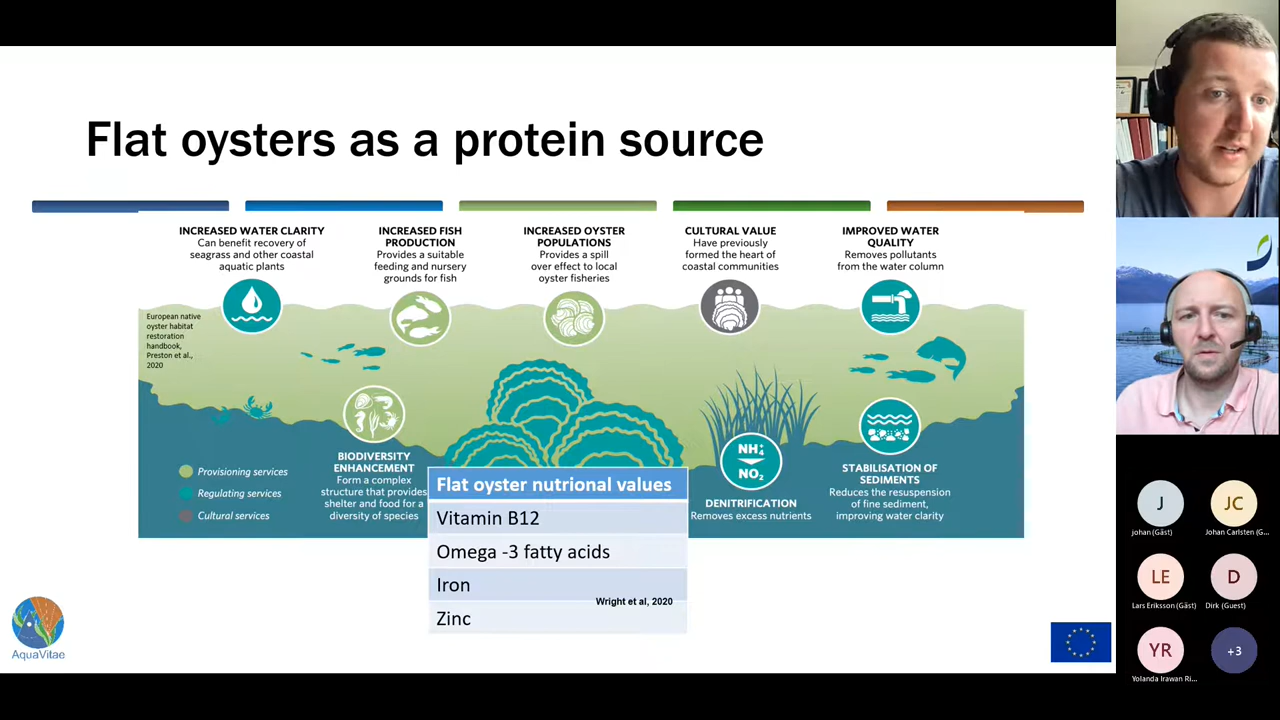 Flat oysters as a protein source
INCREASED WATER CLARITY
Can benefit recovery of
seagrass and other coastal
aquatic plants
INCREASED FISH
PRODUCTION
Provides a suitable
feeding and nursery
grounds for fish
INCREASED OYSTER
POPULATIONS
Provides a spill
over effect to local
oyster fisheries
CULTURAL VALUE
Have previously
formed the heart of
coastal communities
IMPROVED WATER
QUALITY
Removes pollutants
from the water column
European native
oyster habitat
restoration
handbook,
Preston et al.,
2020
Provisioning services
Regulating services
Cultural services
BIODIVERSITY
ENHANCEMENT
Form a complex
structure that provides
shelter and food for a
diversity of species
NH₄⁺
NO₂
DENITRIFICATION
Removes excess nutrients
STABILISATION OF
SEDIMENTS
Reduces the resuspension
of fine sediment,
improving water clarity
Flat oyster nutrional values
Vitamin B12
Omega -3 fatty acids
Iron
Wright et al, 2020
Zinc
AquaVitae
J
johan (Gäst)
JC
Johan Carlsten (G...
LE
Lars Eriksson (Gäst)
D
Dirk (Guest)
YR
Yolanda Irawan Ri...
+3